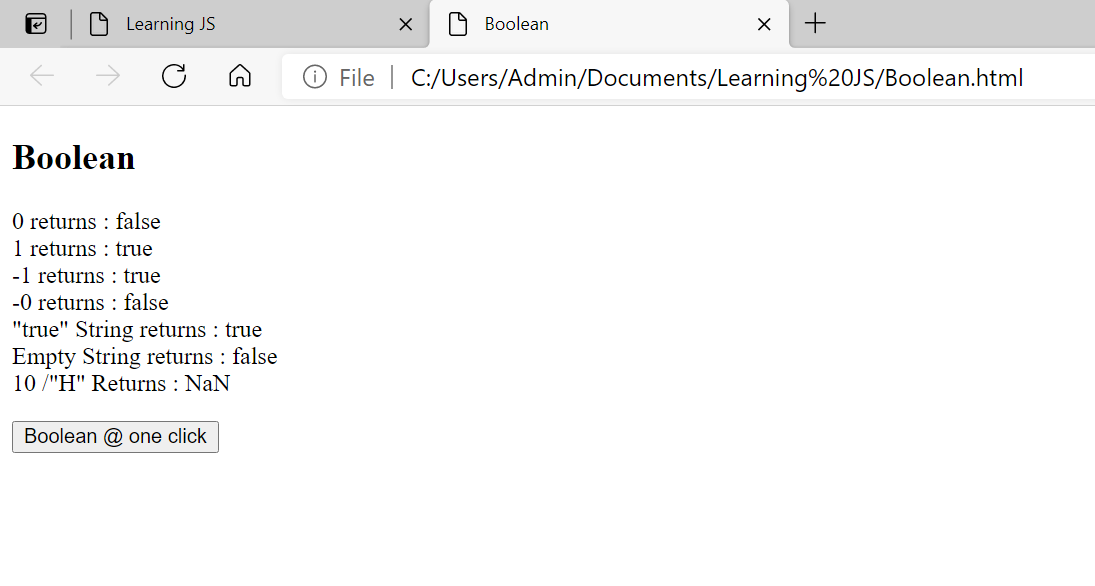 Learning JS
Boolean
File
C:/Users/Admin/Documents/Learning%20JS/Boolean.html
Boolean
0 returns : false
1 returns : true
-1 returns : true
-0 returns : false
"true" String returns : true
Empty String returns : false
10 /"H" Returns : NaN
Boolean @ one click